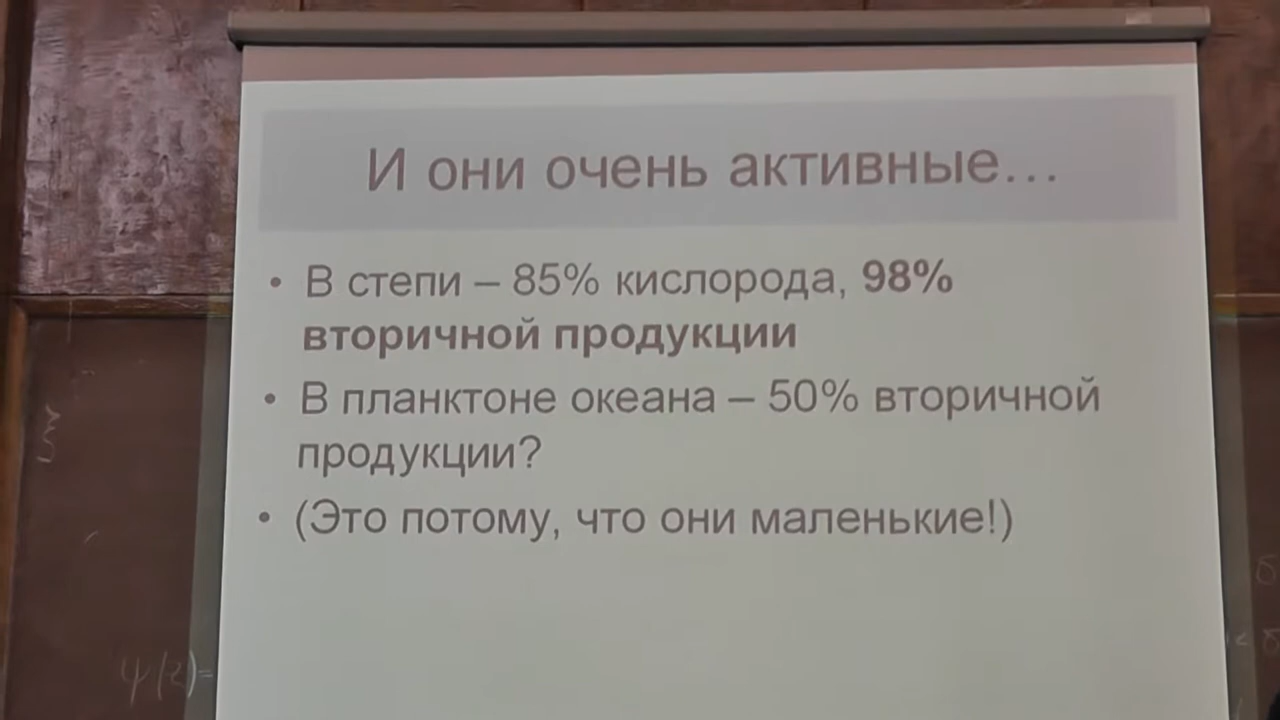 И они очень активные...
• В степи – 85% кислорода, 98%
вторичной продукции
• В планктоне океана – 50% вторичной
продукции?
• (Это потому, что они маленькие!)
ψ(z)=